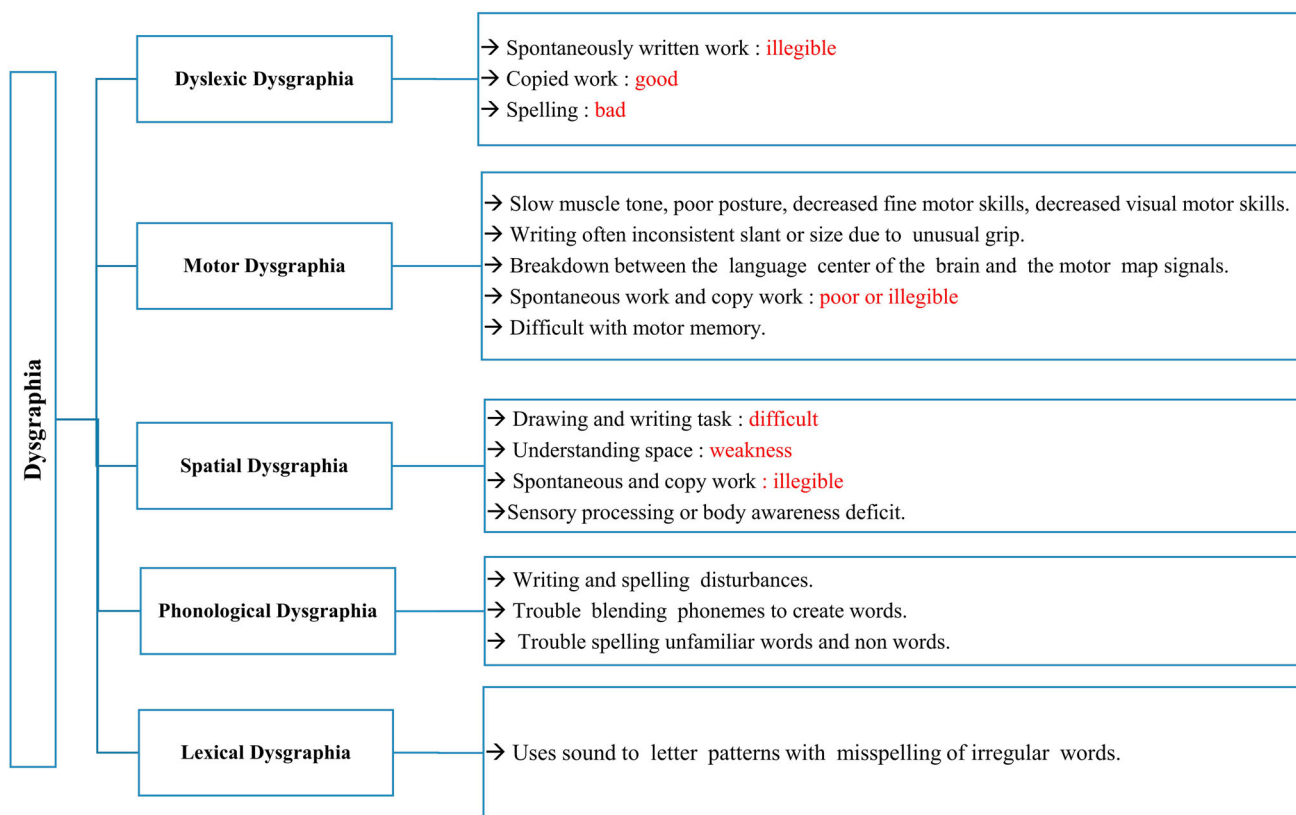 Dysgraphia
Dyslexic Dysgraphia
→ Spontaneously written work : illegible
→ Copied work : good
→ Spelling : bad
Motor Dysgraphia
→ Slow muscle tone, poor posture, decreased fine motor skills, decreased visual motor skills.
→ Writing often inconsistent slant or size due to unusual grip.
→ Breakdown between the language center of the brain and the motor map signals.
→ Spontaneous work and copy work : poor or illegible
→ Difficult with motor memory.
Spatial Dysgraphia
→ Drawing and writing task : difficult
→ Understanding space : weakness
→ Spontaneous and copy work : illegible
→Sensory processing or body awareness deficit.
Phonological Dysgraphia
→ Writing and spelling disturbances.
→ Trouble blending phonemes to create words.
→ Trouble spelling unfamiliar words and non words.
Lexical Dysgraphia
→ Uses sound to letter patterns with misspelling of irregular words.